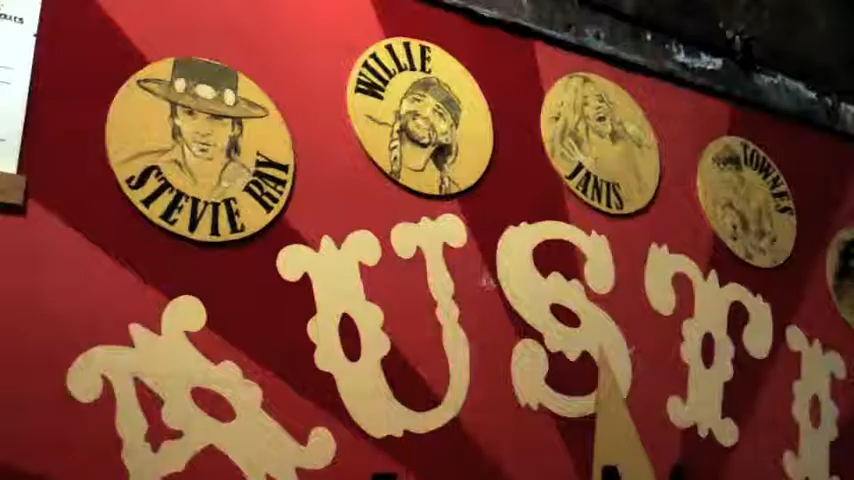 STEVIE RAY
WILLIE
JANIS
TOWNES
AUSTI